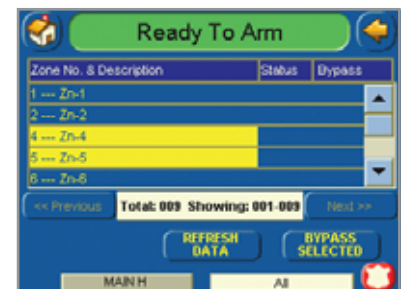 Ready To Arm
Zone No. & Description Status Bypass
1 --- Zn-1
2 --- Zn-2
4 --- Zn-4
5 --- Zn-5
6 --- Zn-6
<< Previous Total: 009 Showing: 001-009 Next >>
REFRESH DATA
BYPASS SELECTED
MAIN H All